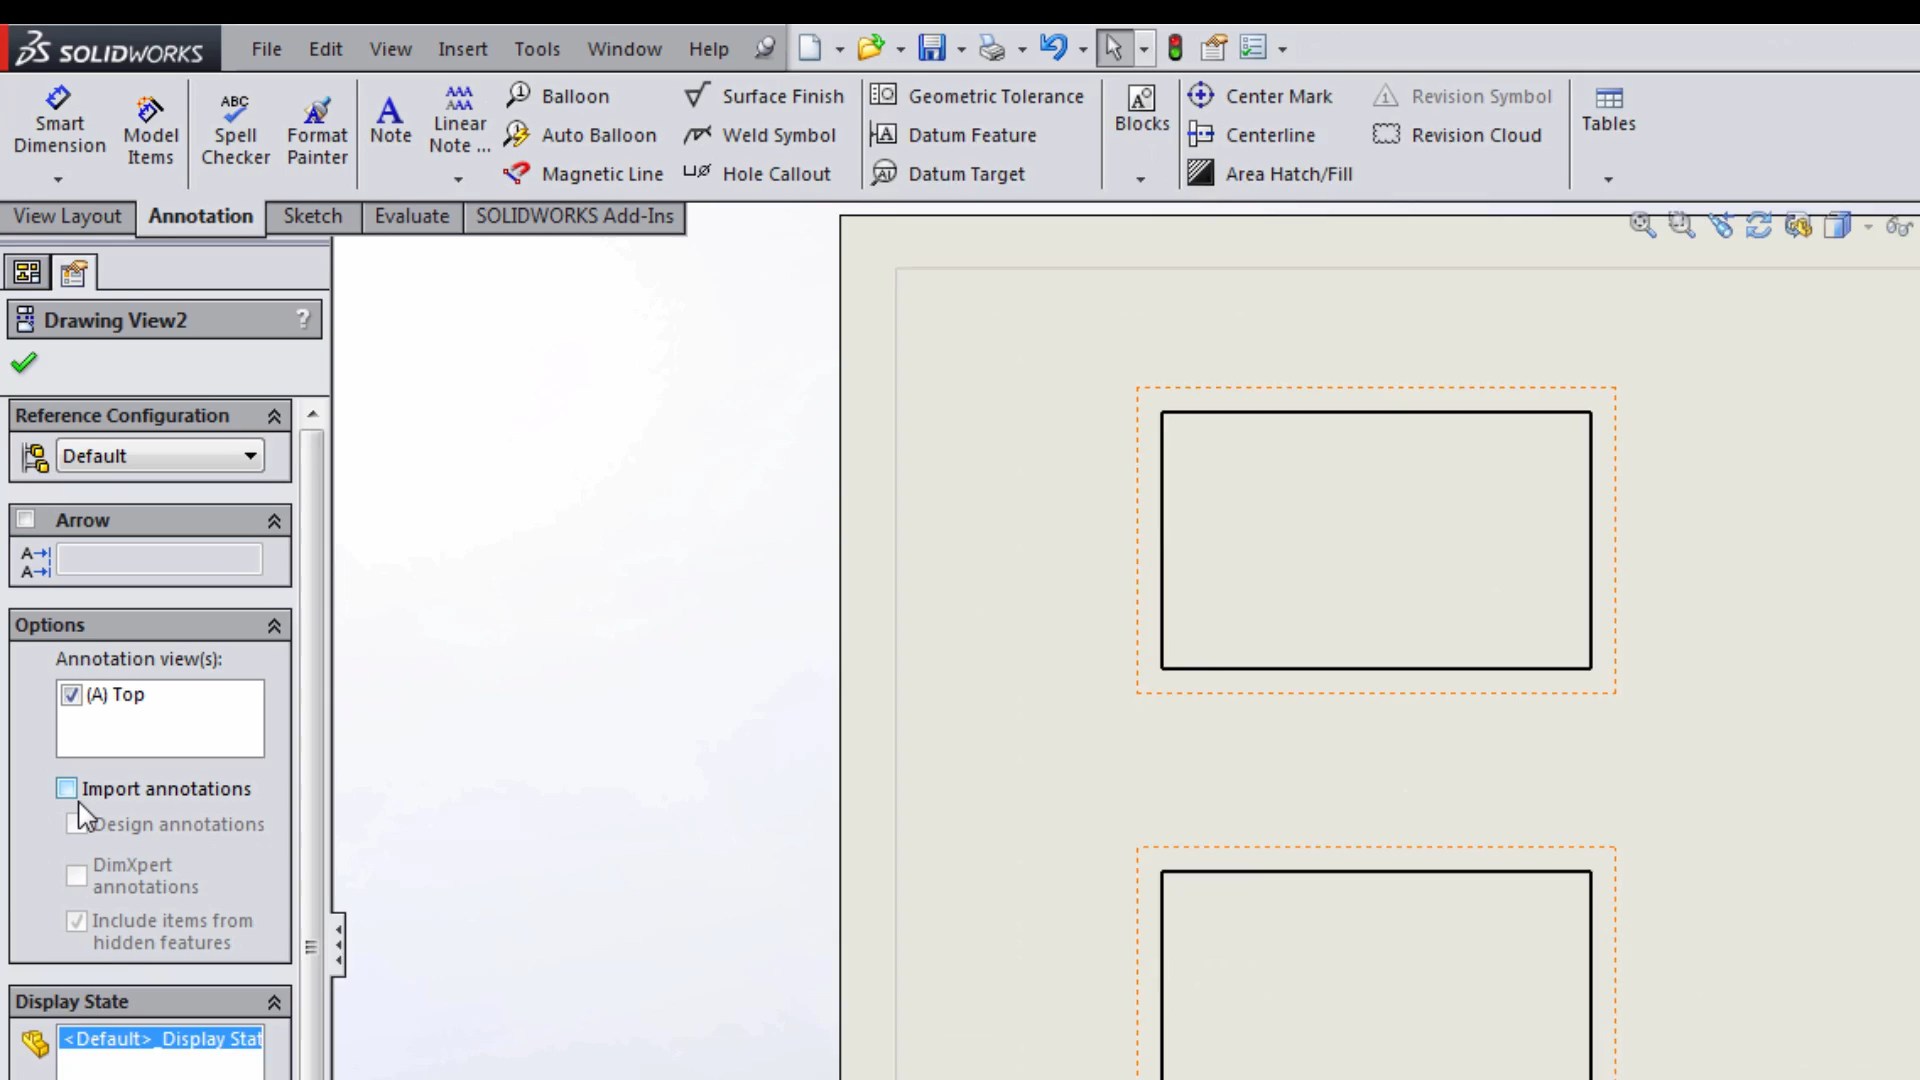 SOLIDWORKS File Edit View Insert Tools Window Help
Smart Dimension
Model Items
ABC
Spell Checker
Format Painter
A
Note
AAA
AAA
Linear Note ...
Balloon
Auto Balloon
Magnetic Line
Surface Finish
Weld Symbol
Hole Callout
Geometric Tolerance
Datum Feature
Datum Target
Blocks
Center Mark
Centerline
Area Hatch/Fill
Revision Symbol
Revision Cloud
Tables
View Layout Annotation Sketch Evaluate SOLIDWORKS Add-Ins
Drawing View2 ?
Reference Configuration
Default
Arrow
A
A
Options
Annotation view(s):
(A) Top
Import annotations
Design annotations
DimXpert
annotations
Include items from
hidden features
Display State
<Default>_Display Stat